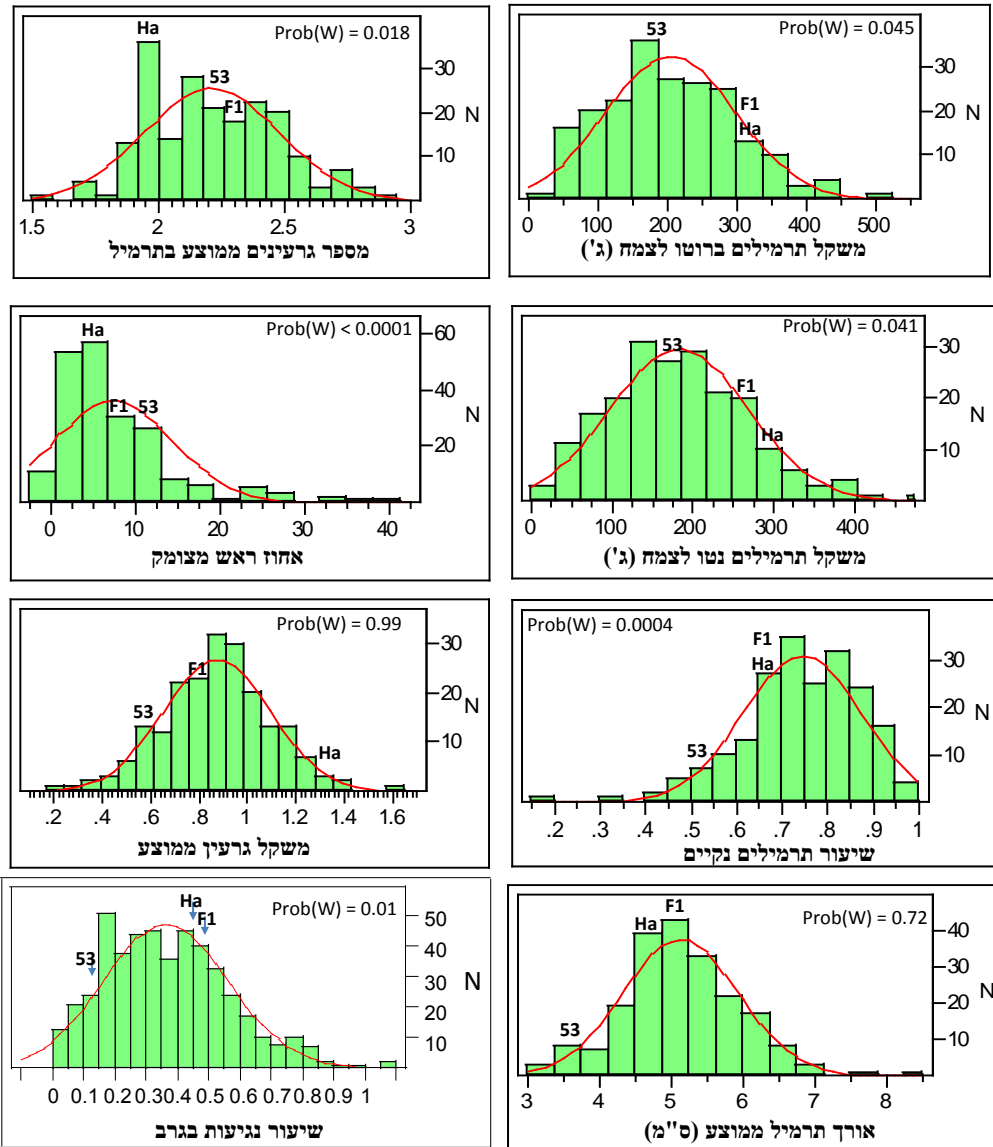 Ha
Prob(W) = 0.018
53
F1
30
N
10
1.5 2 2.5 3
מספר גרעינים ממוצע בתרמיל
53
Prob(W) = 0.045
F1
Ha
30
N
10
0 100 200 300 400 500
משקל תרמילים ברוטו לצמח (ג')
Ha
Prob(W) < 0.0001
60
F1 53
40
N
20
0 10 20 30 40
אחוז ראש מצומק
Prob(W) = 0.041
53
30
F1
N
Ha
10
0 100 200 300 400
משקל תרמילים נטו לצמח (ג')
Prob(W) = 0.99
30
F1
20
N
53
Ha
10
.2 .4 .6 .8 1 1.2 1.4 1.6
משקל גרעין ממוצע
Prob(W) = 0.0004
F1
Ha
30
20
N
53
10
.2 .3 .4 .5 .6 .7 .8 .9 1
שיעור תרמילים נקיים
Ha
Prob(W) = 0.01
F1
50
40
53
30
N
20
10
0 0.1 0.2 0.3 0.4 0.5 0.6 0.7 0.8 0.9 1
שיעור נגיעות בגרב
F1
Ha
Prob(W) = 0.72
40
30
N
20
53
10
3 4 5 6 7 8
אורך תרמיל ממוצע (ס"מ)